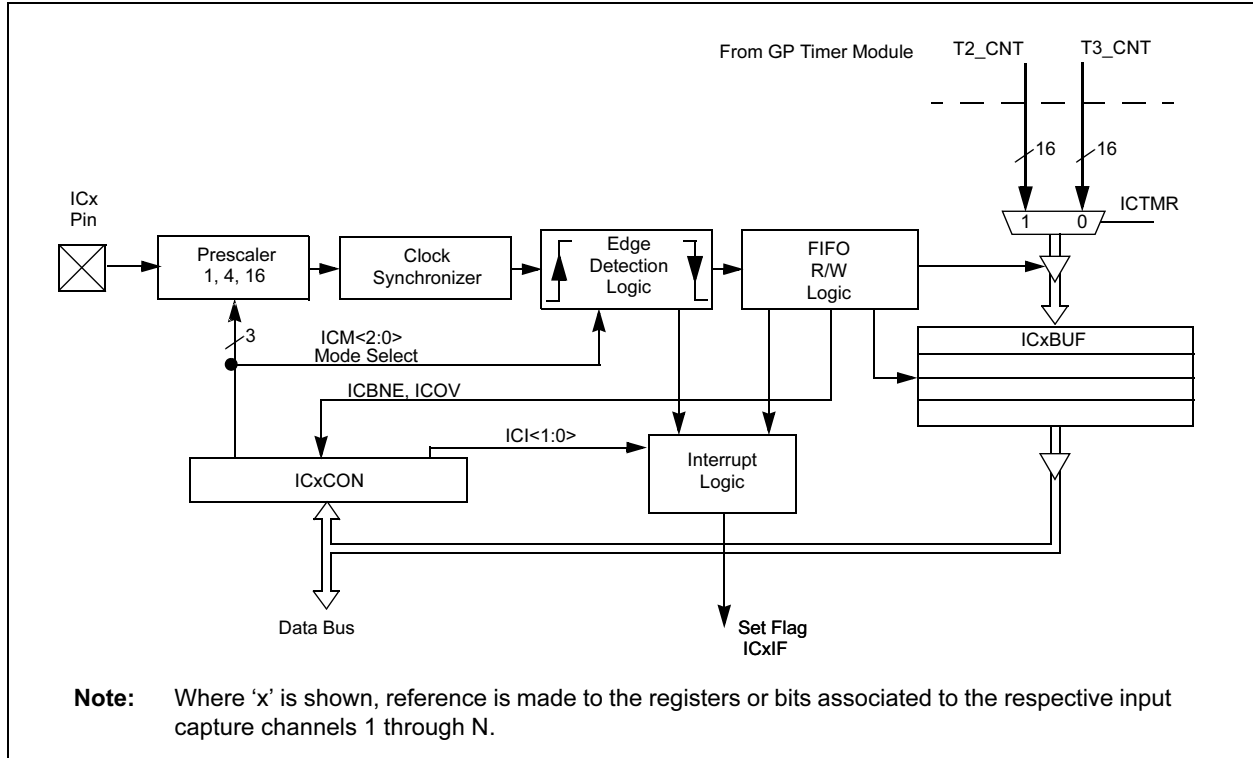 From GP Timer Module
T2_CNT
T3_CNT
16
16
ICTMR
1
0
ICx
Pin
Prescaler
1, 4, 16
Clock
Synchronizer
Edge
Detection
Logic
FIFO
R/W
Logic
3
ICM<2:0>
Mode Select
ICxBUF
ICBNE, ICOV
ICI<1:0>
ICxCON
Interrupt
Logic
Data Bus
Set Flag
ICxIF
Note: Where ‘x’ is shown, reference is made to the registers or bits associated to the respective input
capture channels 1 through N.